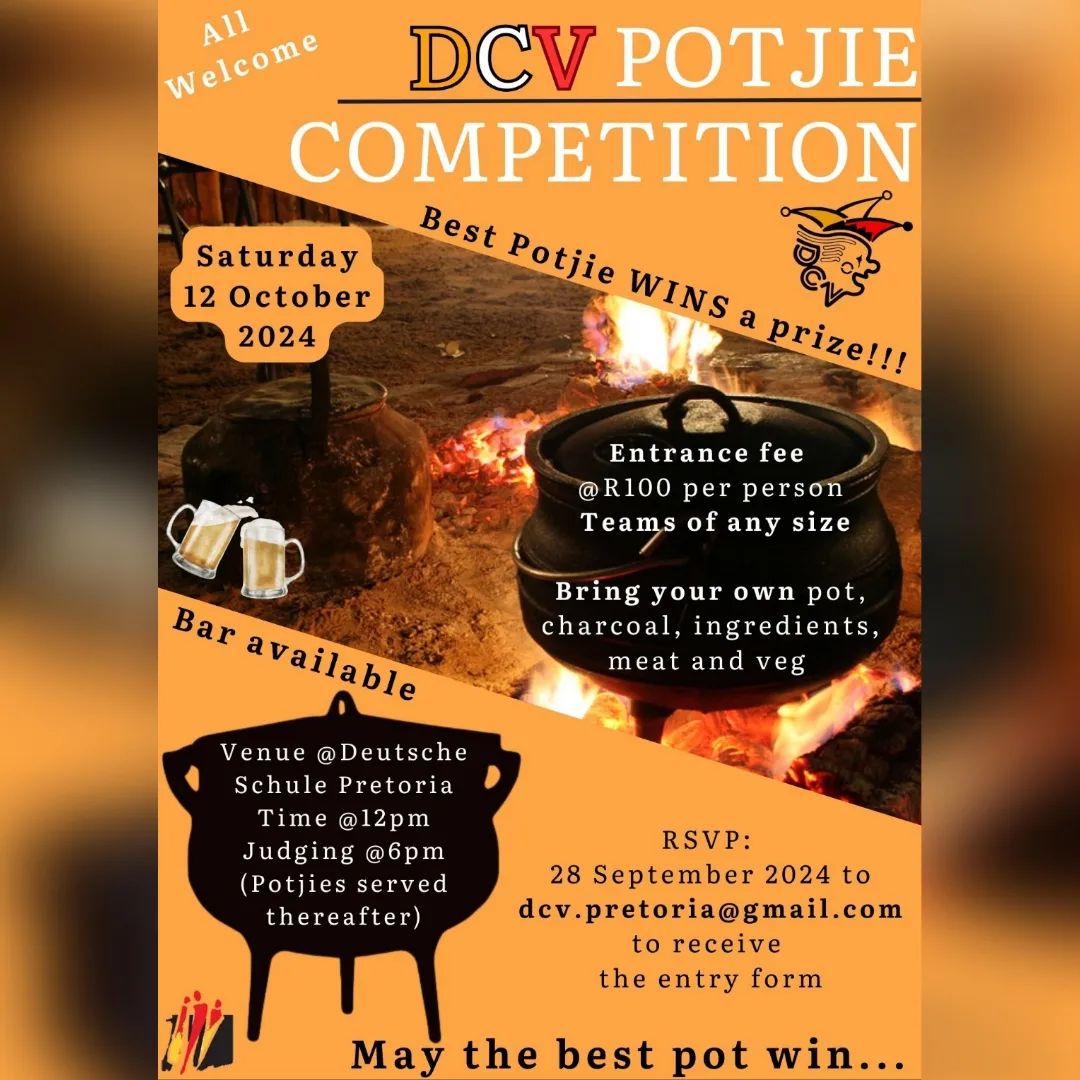 All
Welcome
DCV POTJIE
COMPETITION
Best Potjie WINS a prize!!!
DCV
Saturday
12 October
2024
Entrance fee
@R100 per person
Teams of any size
Bring your own pot,
charcoal, ingredients,
meat and veg
Bar available
Venue @Deutsche
Schule Pretoria
Time @12pm
Judging @6pm
(Potjies served
thereafter)
RSVP:
28 September 2024 to
dcv.pretoria@gmail.com
to receive
the entry form
May the best pot win...